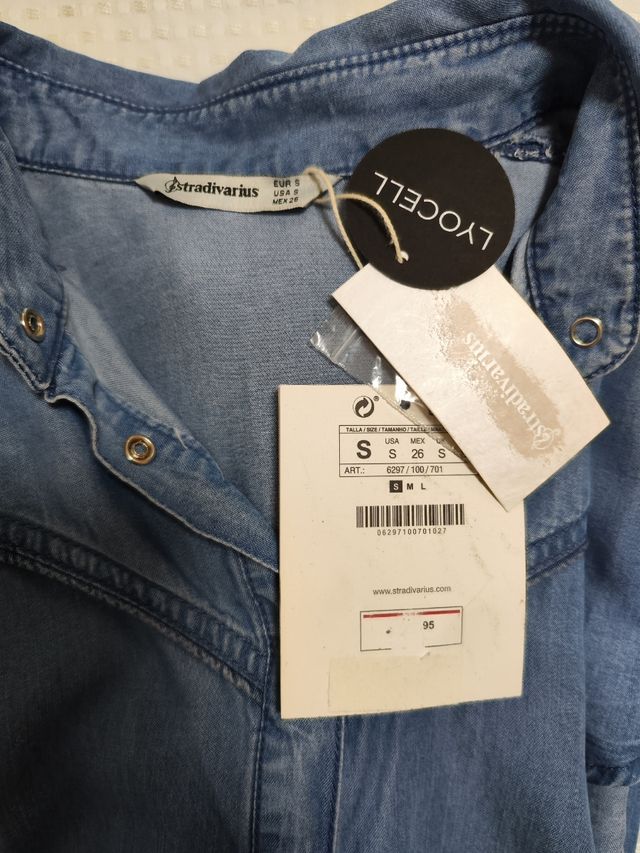 stradivarius
EUR S
USA S
MEX 26
LYOCELL
stradivarius
TALLA / SIZE / TAMANHO / TAILLE
USA MEX
S S 26 S
ART.: 6297 / 100 / 701
S M L
06297100701027
www.stradivarius.com
95